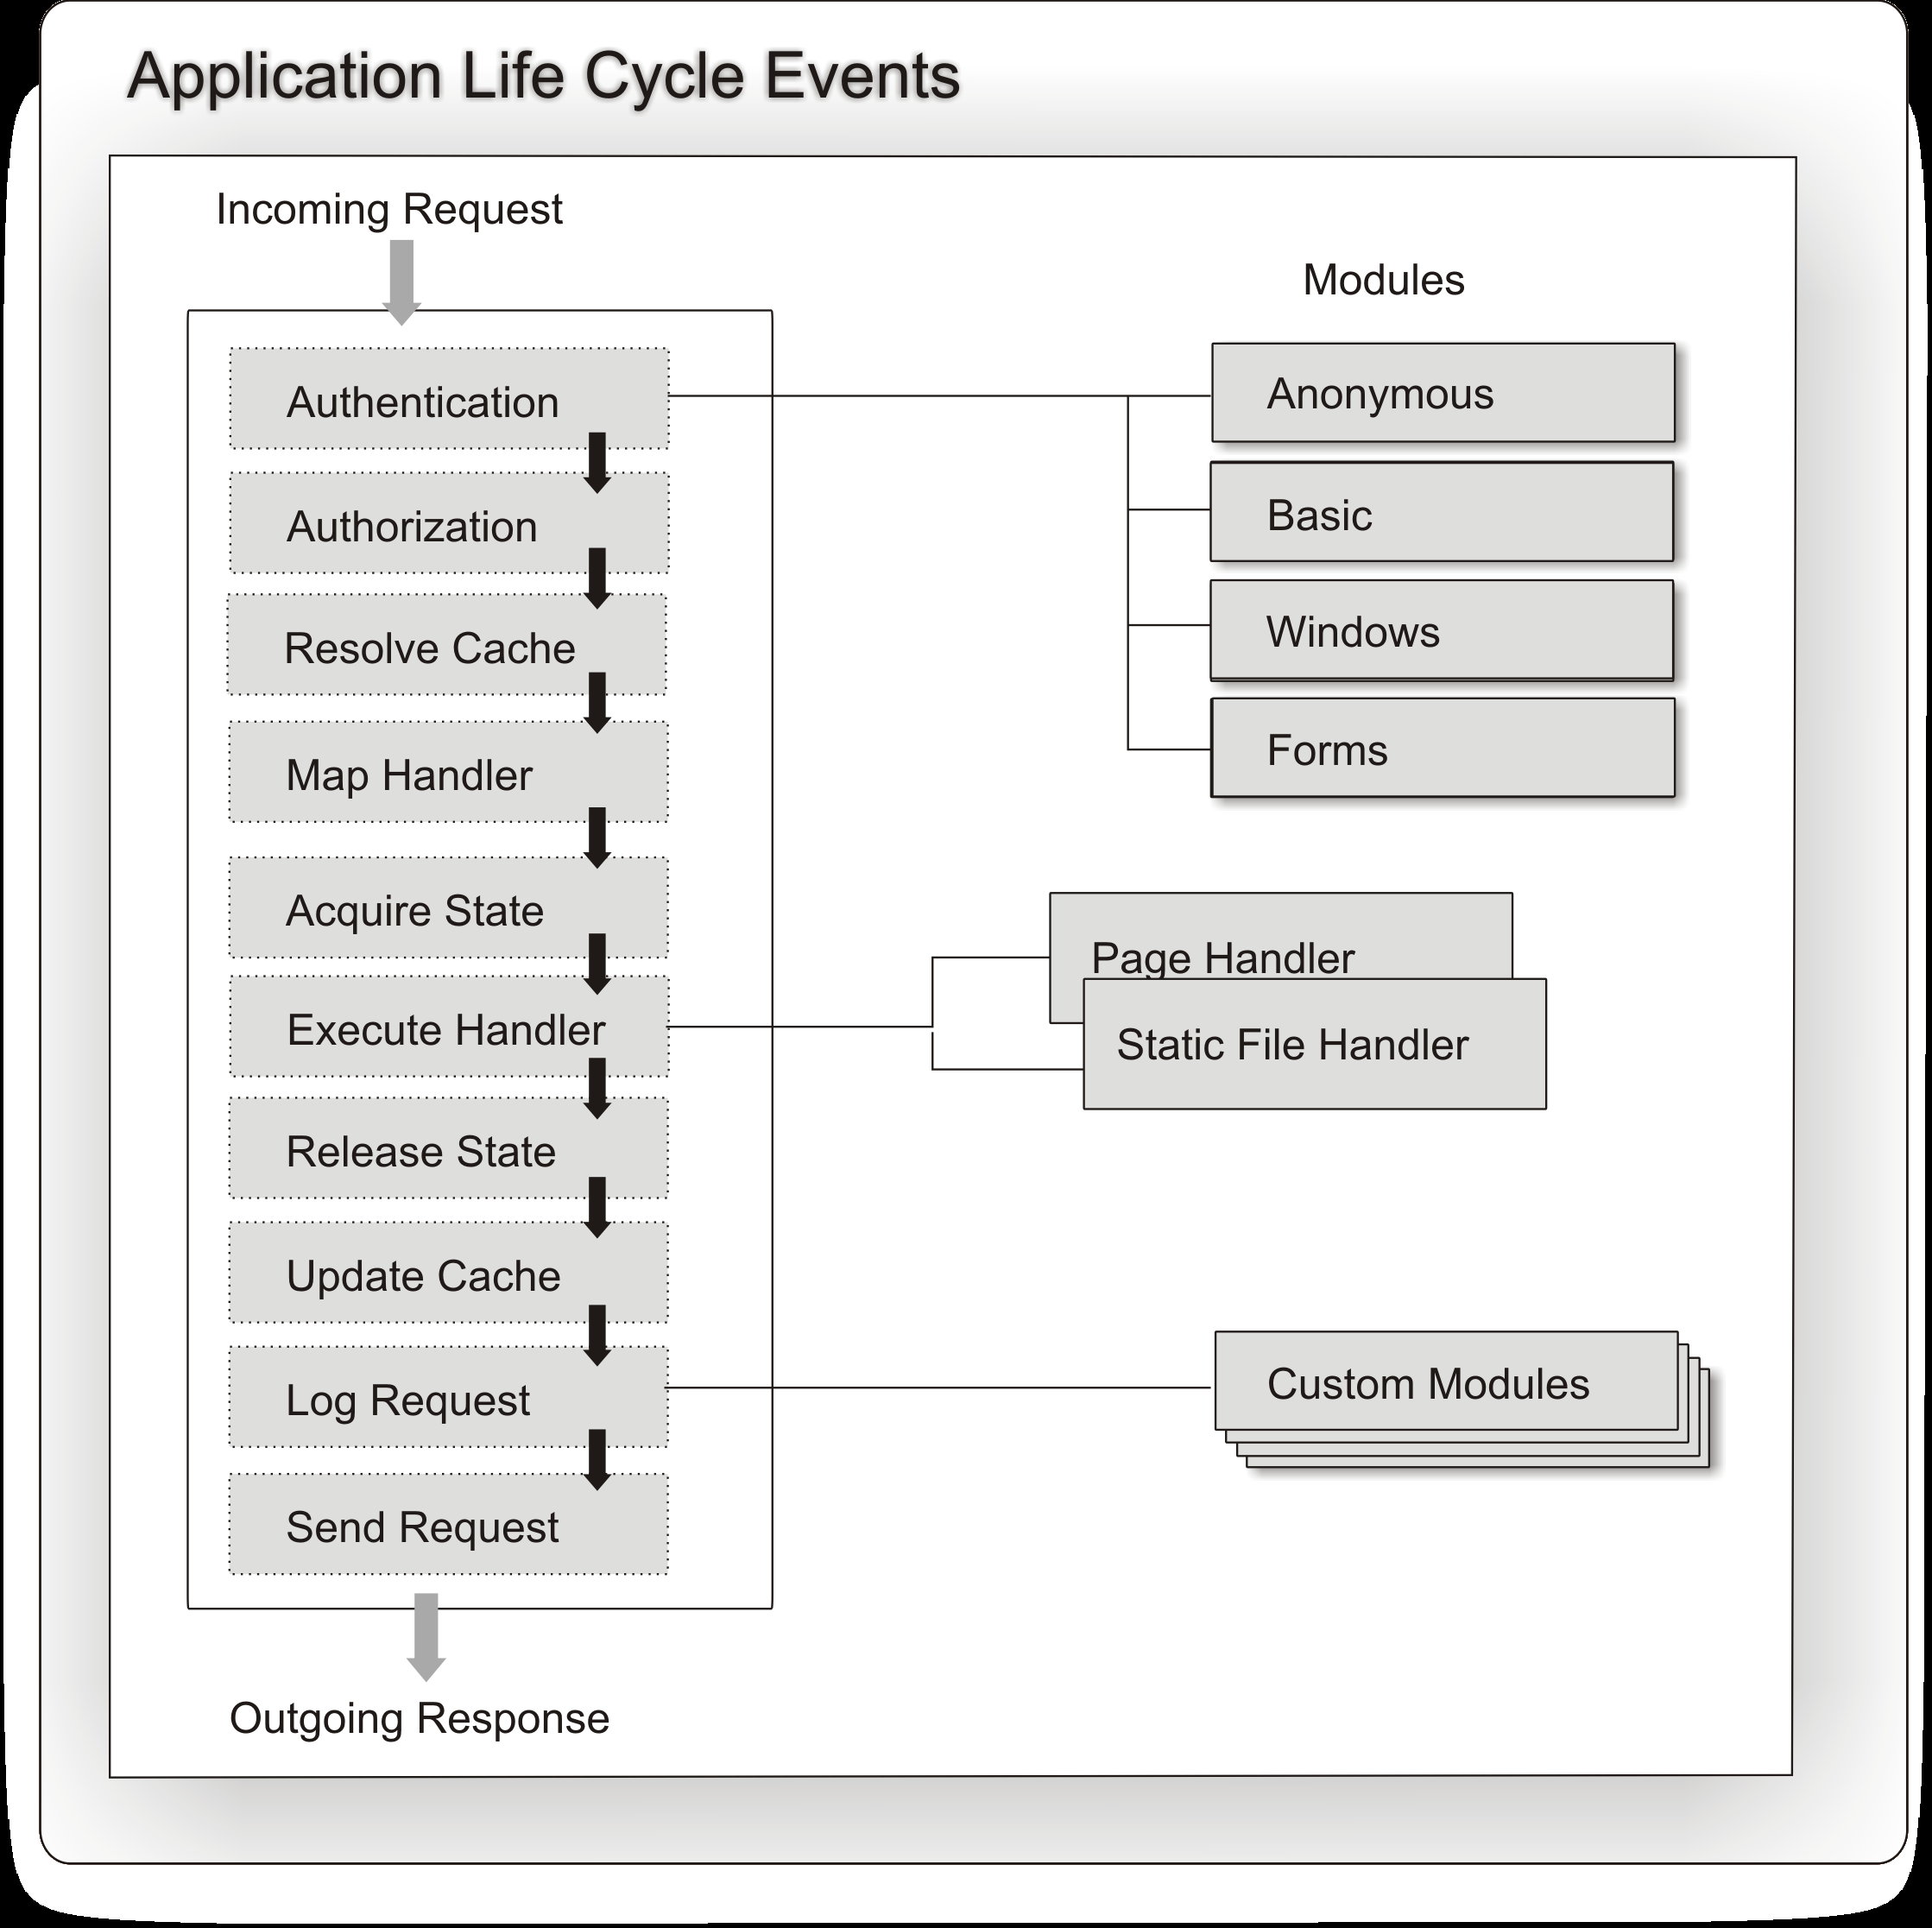 Application Life Cycle Events
Incoming Request
Authentication
Authorization
Resolve Cache
Map Handler
Acquire State
Execute Handler
Release State
Update Cache
Log Request
Send Request
Outgoing Response
Modules
Anonymous
Basic
Windows
Forms
Page Handler
Static File Handler
Custom Modules